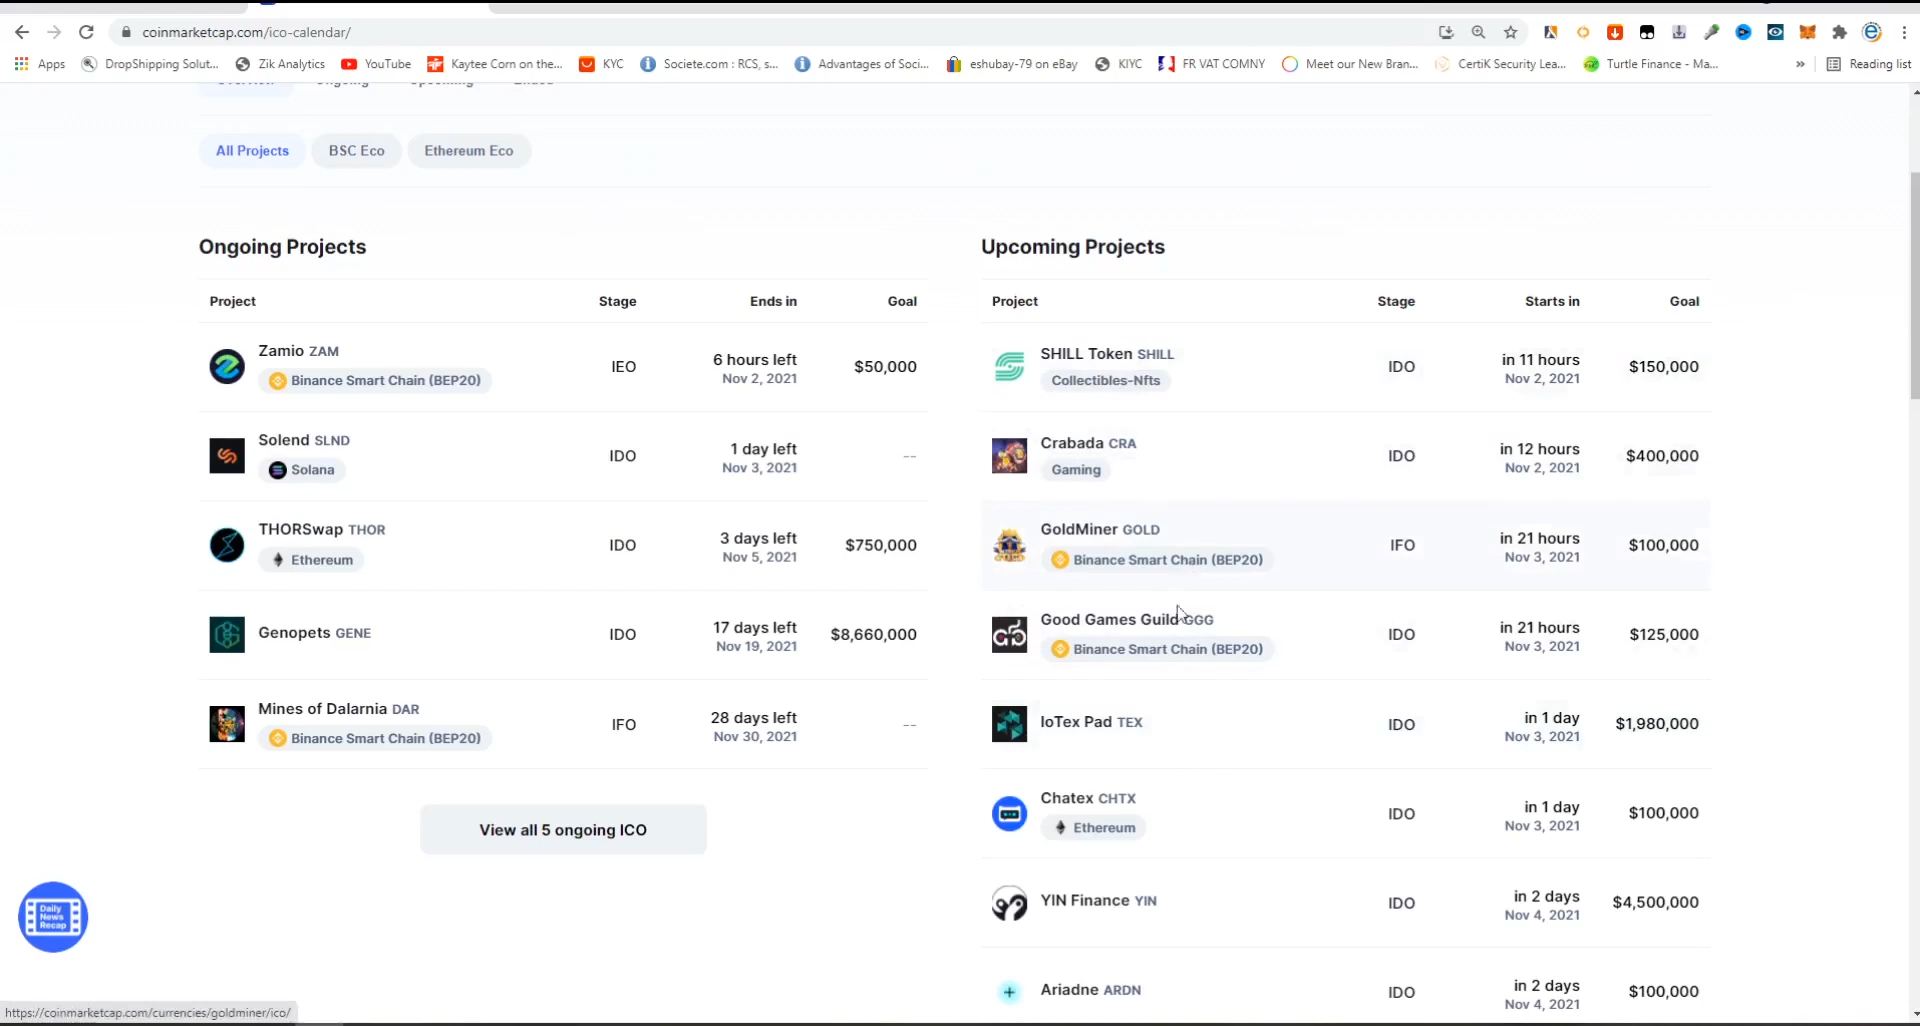 coinmarketcap.com/ico-calendar/
Apps DropShipping Solut... Zik Analytics YouTube Kaytee Corn on the... KYC Societe.com : RCS, s... Advantages of Soci... eshubay-79 on eBay KIYC FR VAT COMNY Meet our New Bran... CertiK Security Lea... Turtle Finance - Ma... » Reading list
Overview Ongoing Upcoming Ended
All Projects BSC Eco Ethereum Eco
Ongoing Projects
Project Stage Ends in Goal
Zamio ZAM
Binance Smart Chain (BEP20)
IEO
6 hours left
Nov 2, 2021
$50,000
Solend SLND
Solana
IDO
1 day left
Nov 3, 2021
--
THORSwap THOR
Ethereum
IDO
3 days left
Nov 5, 2021
$750,000
Genopets GENE
IDO
17 days left
Nov 19, 2021
$8,660,000
Mines of Dalarnia DAR
Binance Smart Chain (BEP20)
IFO
28 days left
Nov 30, 2021
--
View all 5 ongoing ICO
Upcoming Projects
Project Stage Starts in Goal
SHILL Token SHILL
Collectibles-Nfts
IDO
in 11 hours
Nov 2, 2021
$150,000
Crabada CRA
Gaming
IDO
in 12 hours
Nov 2, 2021
$400,000
GoldMiner GOLD
Binance Smart Chain (BEP20)
IFO
in 21 hours
Nov 3, 2021
$100,000
Good Games Guild GGG
Binance Smart Chain (BEP20)
IDO
in 21 hours
Nov 3, 2021
$125,000
IoTex Pad TEX
IDO
in 1 day
Nov 3, 2021
$1,980,000
Chatex CHTX
Ethereum
IDO
in 1 day
Nov 3, 2021
$100,000
YIN Finance YIN
IDO
in 2 days
Nov 4, 2021
$4,500,000
Ariadne ARDN
IDO
in 2 days
Nov 4, 2021
$100,000
Daily
News
Recap
https://coinmarketcap.com/currencies/goldminer/ico/